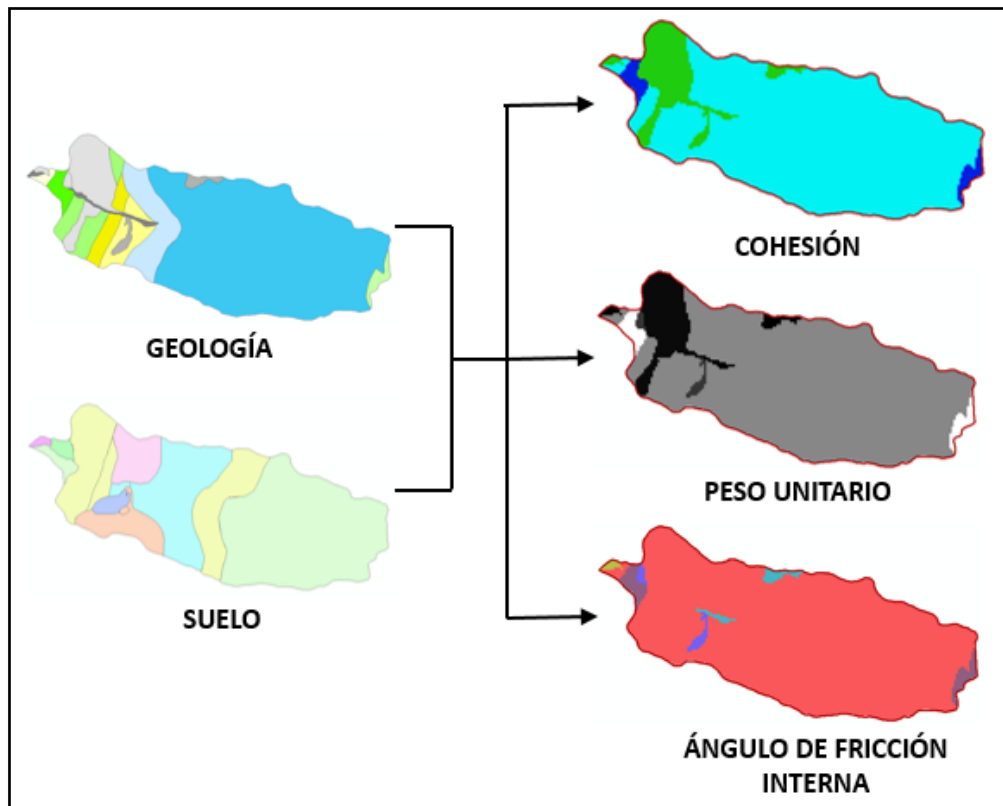 GEOLOGÍA
SUELO
COHESIÓN
PESO UNITARIO
ÁNGULO DE FRICCIÓN
INTERNA